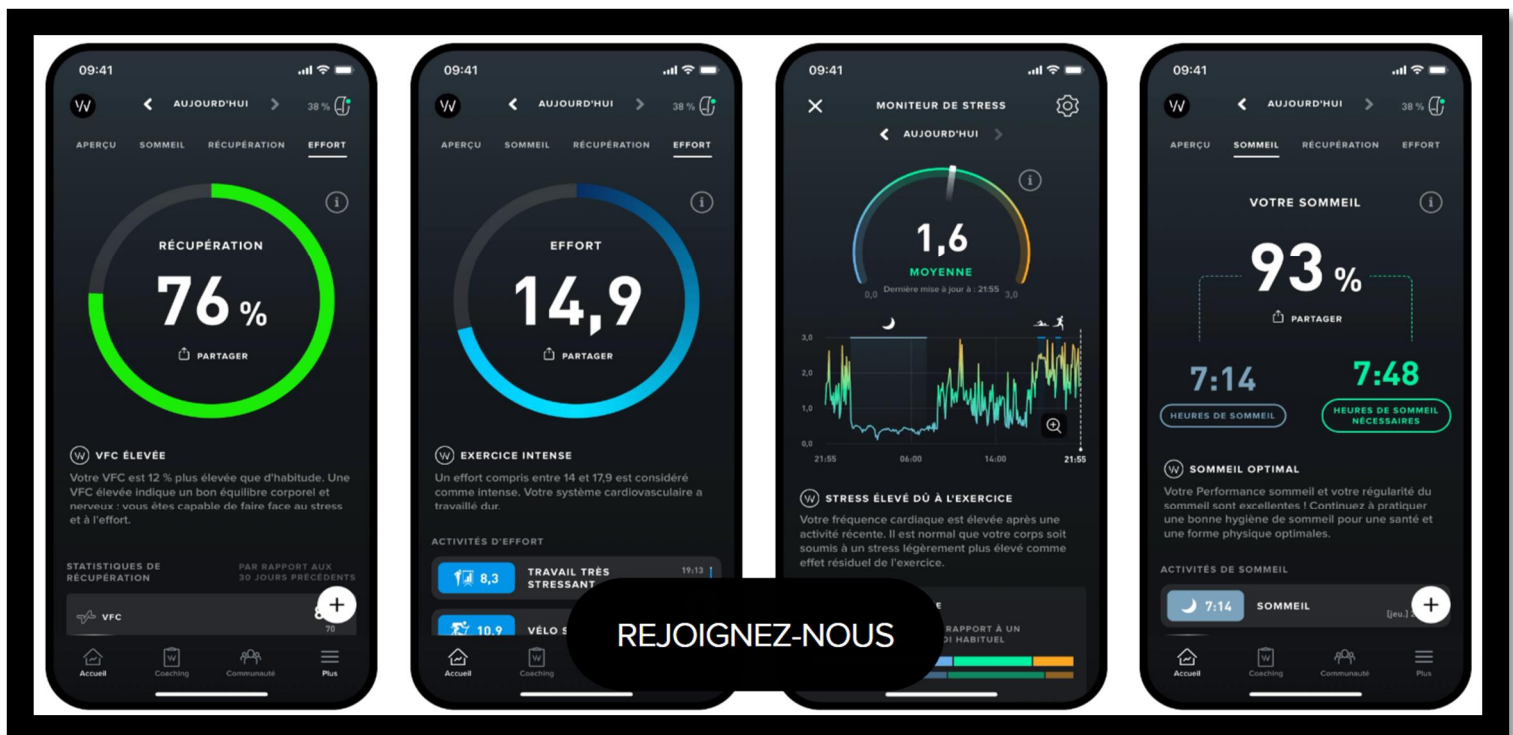 09:41
AUJOURD'HUI
38 %
APERÇU SOMMEIL RÉCUPÉRATION EFFORT
RÉCUPÉRATION
76 %
PARTAGER
VFC ÉLEVÉE
Votre VFC est 12 % plus élevée que d'habitude. Une
VFC élevée indique un bon équilibre corporel et
nerveux : vous êtes capable de faire face au stress
et à l'effort.
STATISTIQUES DE
RÉCUPÉRATION
PAR RAPPORT AUX
30 JOURS PRÉCÉDENTS
VFC
70
Accueil Coaching Communauté Plus
09:41
AUJOURD'HUI
38 %
APERÇU SOMMEIL RÉCUPÉRATION EFFORT
EFFORT
14,9
PARTAGER
EXERCICE INTENSE
Un effort compris entre 14 et 17,9 est considéré
comme intense. Votre système cardiovasculaire a
travaillé dur.
ACTIVITÉS D'EFFORT
8,3 TRAVAIL TRÈS
STRESSANT
19:13
10,9 VÉLO
Accueil Coaching
09:41
MONITEUR DE STRESS
AUJOURD'HUI
1,6
MOYENNE
0,0 Dernière mise à jour à : 21:55 3,0
3,0
2,0
1,0
0,0
21:55 06:00 14:00 21:55
STRESS ÉLEVÉ DÛ À L'EXERCICE
Votre fréquence cardiaque est élevée après une
activité récente. Il est normal que votre corps soit
soumis à un stress légèrement plus élevé comme
effet résiduel de l'exercice.
RAPPORT À UN
HABITUEL
REJOIGNEZ-NOUS
09:41
AUJOURD'HUI
38 %
APERÇU SOMMEIL RÉCUPÉRATION EFFORT
VOTRE SOMMEIL
93 %
PARTAGER
7:14
HEURES DE SOMMEIL
7:48
HEURES DE SOMMEIL
NÉCESSAIRES
SOMMEIL OPTIMAL
Votre Performance sommeil et votre régularité du
sommeil sont excellentes ! Continuez à pratiquer
une bonne hygiène de sommeil pour une santé et
une forme physique optimales.
ACTIVITÉS DE SOMMEIL
7:14 SOMMEIL
[jeu.]
Accueil Coaching Communauté Plus